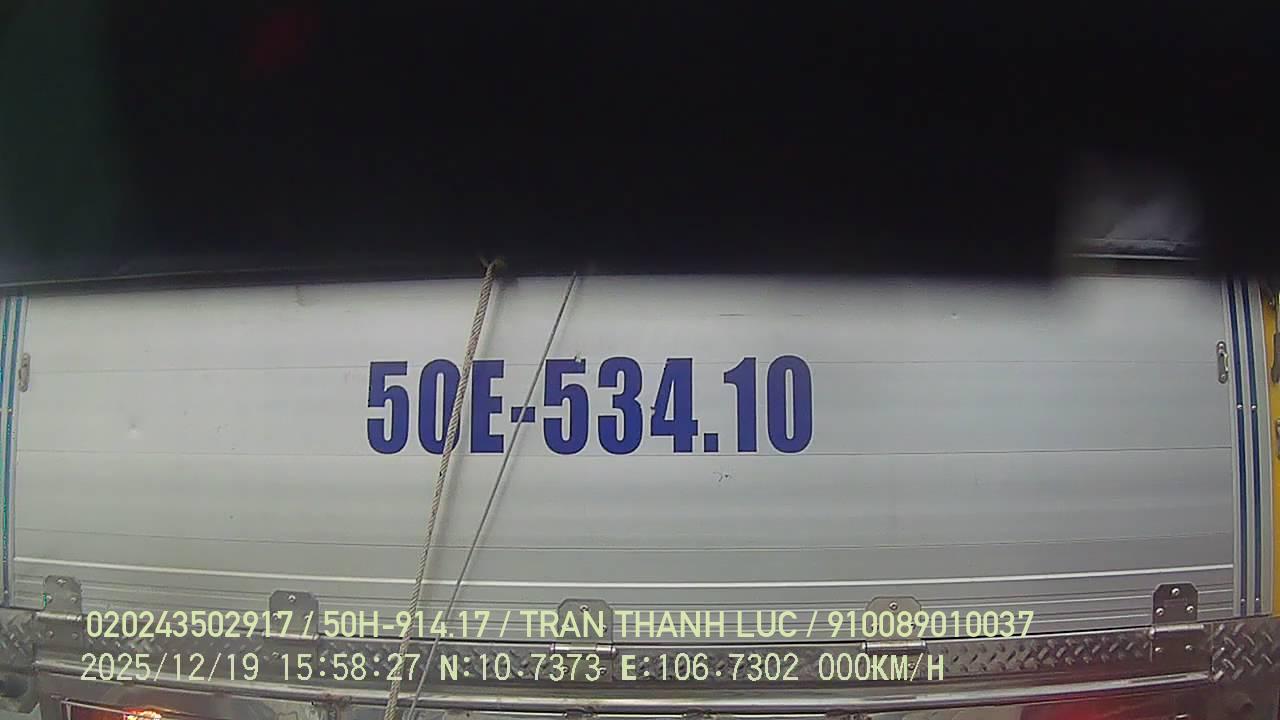 50E-534.10
020243502917 / 50H-914.17 / TRAN THANH LUC / 910089010037
2025/12/19 15:58:27 N:10.7373 E:106.7302 000KM/H